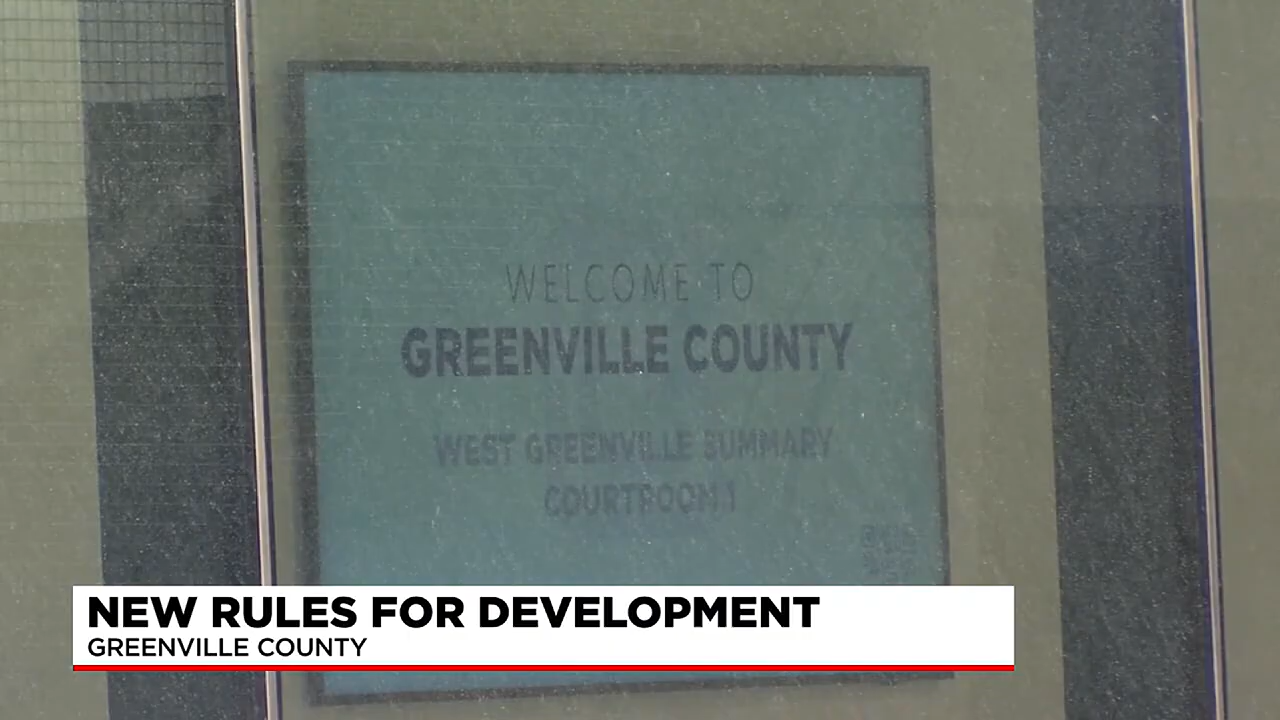 WELCOME TO
GREENVILLE COUNTY
WEST GREENVILLE SUMMARY
COURTROOM 1
NEW RULES FOR DEVELOPMENT
GREENVILLE COUNTY